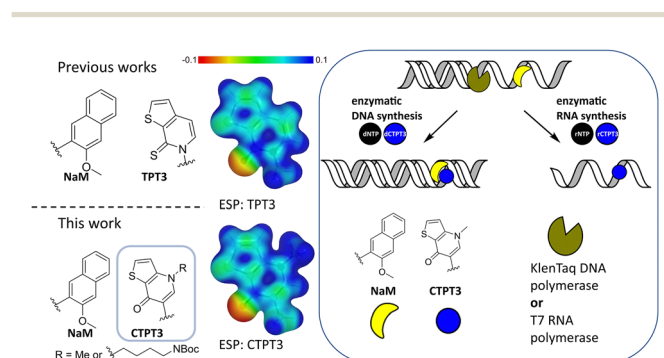 -0.1 0.1
Previous works
S
S
N
O
NaM
TPT3
ESP: TPT3
This work
S
N
R
O
O
NaM
CTPT3
R = Me or
NBoc
ESP: CTPT3
enzymatic
DNA synthesis
dNTP dCTPT3
enzymatic
RNA synthesis
rNTP rCTPT3
S
N
O
O
NaM
CTPT3
KlenTaq DNA
polymerase
or
T7 RNA
polymerase